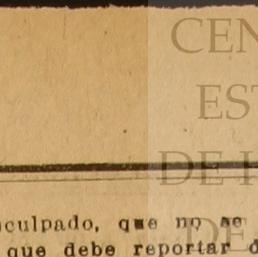 CEN
EST
DE I
culpado, que no se
que debe reportar d
DE